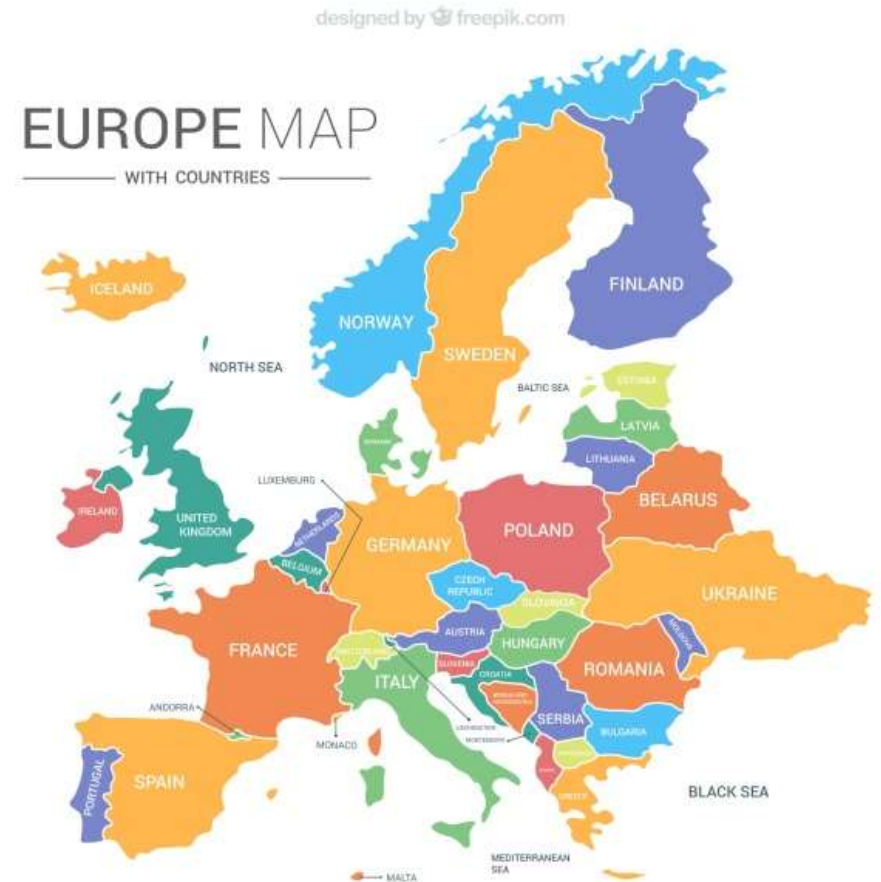 designed by freepik.com
EUROPE MAP
WITH COUNTRIES
ICELAND
FINLAND
NORWAY
NORTH SEA
SWEDEN
BALTIC SEA
ESTONIA
LATVIA
LITHUANIA
DENMARK
LUXEMBURG
BELARUS
IRELAND
UNITED
KINGDOM
NETHERLANDS
GERMANY
POLAND
BELGIUM
CZECH
REPUBLIC
UKRAINE
AUSTRIA
HUNGARY
MOLDOVA
FRANCE
SLOVENIA
ROMANIA
CROATIA
ITALY
ANDORRA
SERBIA
BULGARIA
MONACO
SPAIN
PORTUGAL
BLACK SEA
GREECE
MEDITERRANEAN
SEA
MALTA